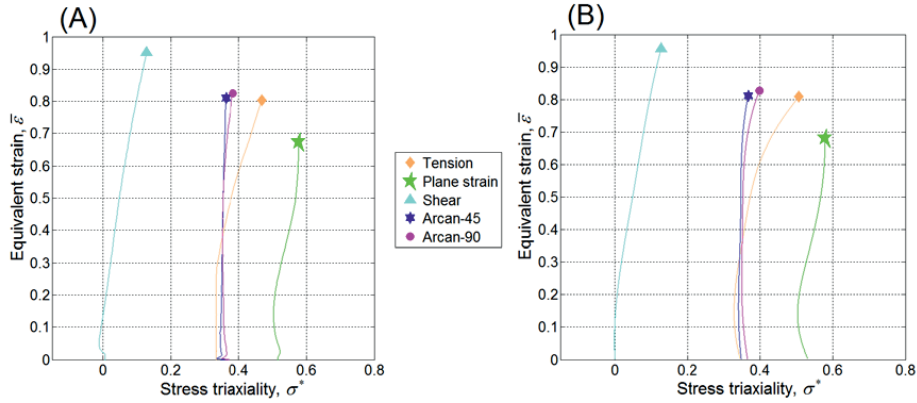 (A)
1
0.9
0.8
0.7
0.6
0.5
0.4
0.3
0.2
0.1
0
Equivalent strain, ε̅
0 0.2 0.4 0.6 0.8
Stress triaxiality, σ*
Tension
Plane strain
Shear
Arcan-45
Arcan-90
(B)
1
0.9
0.8
0.7
0.6
0.5
0.4
0.3
0.2
0.1
0
Equivalent strain, ε̅
0 0.2 0.4 0.6 0.8
Stress triaxiality, σ*